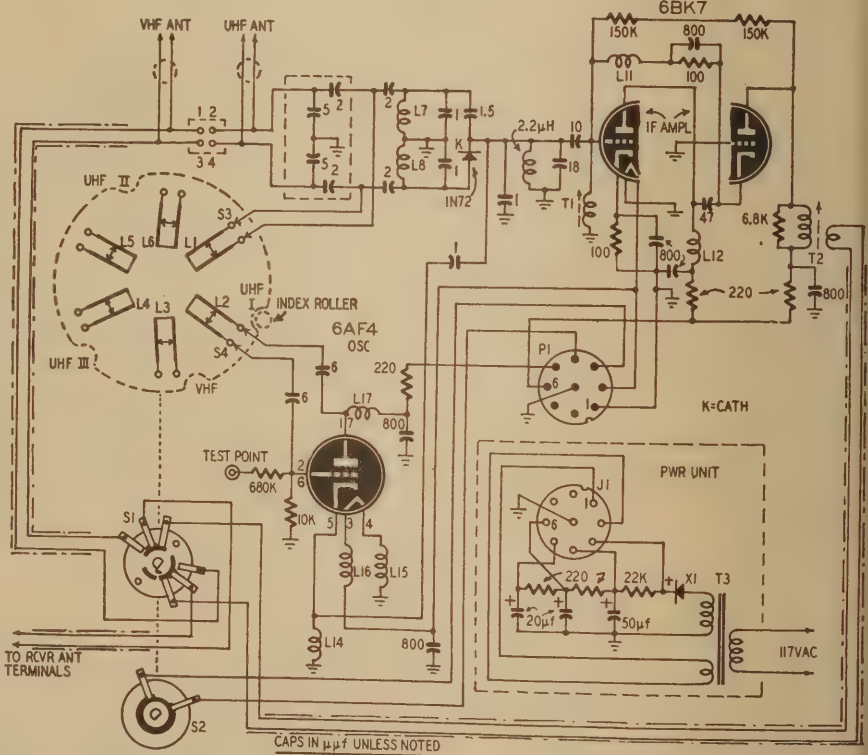 6BK7
VHF ANT
UHF ANT
150K
150K
800
L11
100
1 2
3 4
5
2
2
5
2
2
L7
L8
1
1
1.5
K
1N72
2.2μH
10
18
1
T1
IF AMPL
47
100
800
L12
6.8K
T2
220
800
UHF II
S3
L6
L1
L5
L4
L3
L2
S4
UHF I
INDEX ROLLER
UHF III
VHF
1
6AF4
OSC
6
6
L17
220
800
1 7
2
6
TEST POINT
680K
10K
5 3 4
L16
L15
L14
800
P1
6
1
K=CATH
PWR UNIT
J1
1
6
220
22K
X1
T3
+
+
+
+
20μf
50μf
117VAC
S1
TO RCVR ANT
TERMINALS
S2
CAPS IN μμf UNLESS NOTED